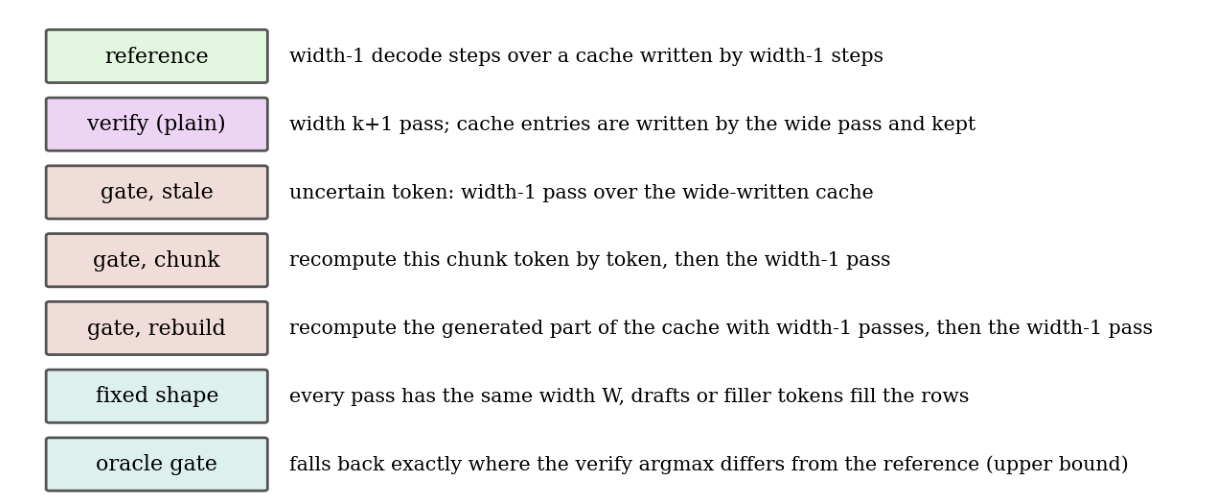 reference width-1 decode steps over a cache written by width-1 steps
verify (plain) width k+1 pass; cache entries are written by the wide pass and kept
gate, stale uncertain token: width-1 pass over the wide-written cache
gate, chunk recompute this chunk token by token, then the width-1 pass
gate, rebuild recompute the generated part of the cache with width-1 passes, then the width-1 pass
fixed shape every pass has the same width W, drafts or filler tokens fill the rows
oracle gate falls back exactly where the verify argmax differs from the reference (upper bound)